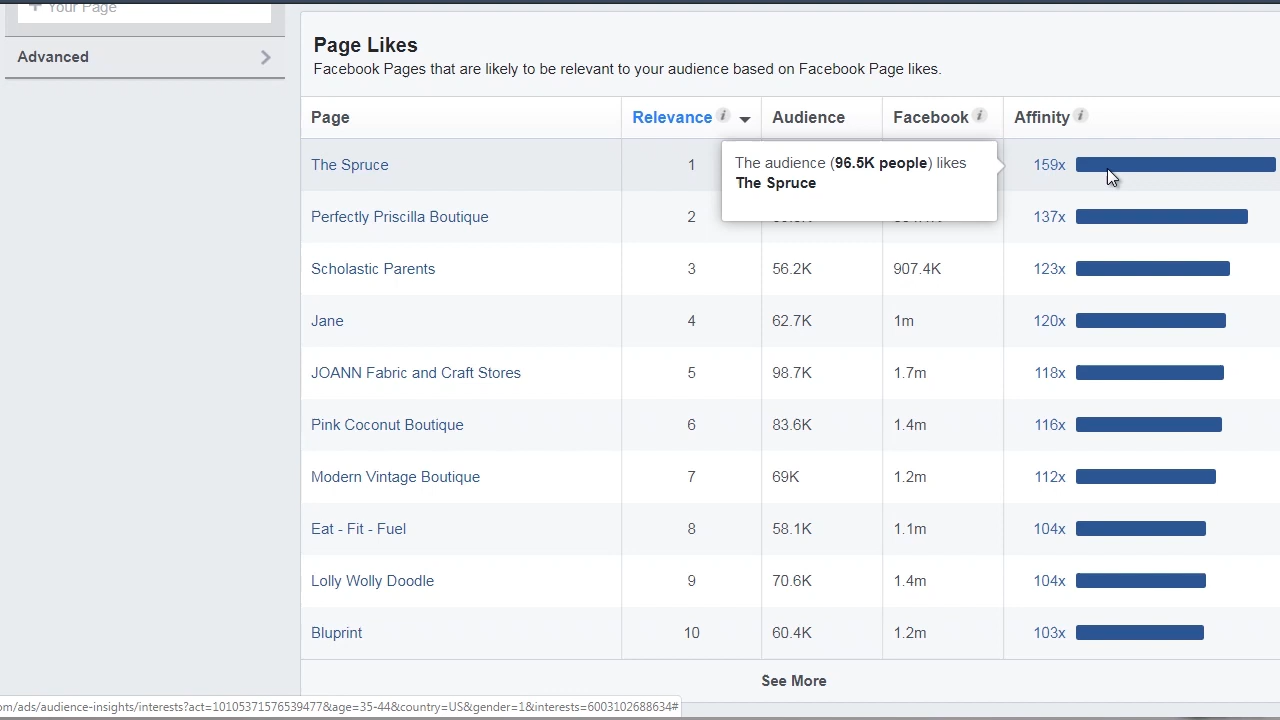 + Your Page
Advanced
Page Likes
Facebook Pages that are likely to be relevant to your audience based on Facebook Page likes.
Page Relevance i Audience Facebook i Affinity i
The Spruce 1 159x
The audience (96.5K people) likes
The Spruce
Perfectly Priscilla Boutique 2 137x
Scholastic Parents 3 56.2K 907.4K 123x
Jane 4 62.7K 1m 120x
JOANN Fabric and Craft Stores 5 98.7K 1.7m 118x
Pink Coconut Boutique 6 83.6K 1.4m 116x
Modern Vintage Boutique 7 69K 1.2m 112x
Eat - Fit - Fuel 8 58.1K 1.1m 104x
Lolly Wolly Doodle 9 70.6K 1.4m 104x
Bluprint 10 60.4K 1.2m 103x
See More
om/ads/audience-insights/interests?act=10105371576539477&age=35-44&country=US&gender=1&interests=6003102688634#